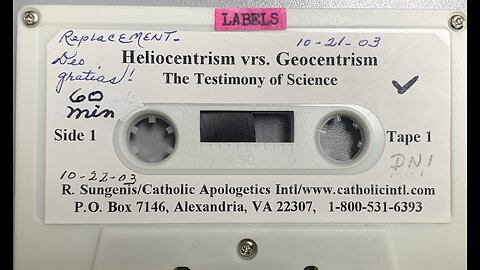 LABELS
Replacement-
10-21-03
Deo gratias!
Heliocentrism vrs. Geocentrism
The Testimony of Science
60 min
Side 1
Tape 1
100 50 0
DNI
10-22-03
R. Sungenis/Catholic Apologetics Intl/www.catholicintl.com
P.O. Box 7146, Alexandria, VA 22307, 1-800-531-6393